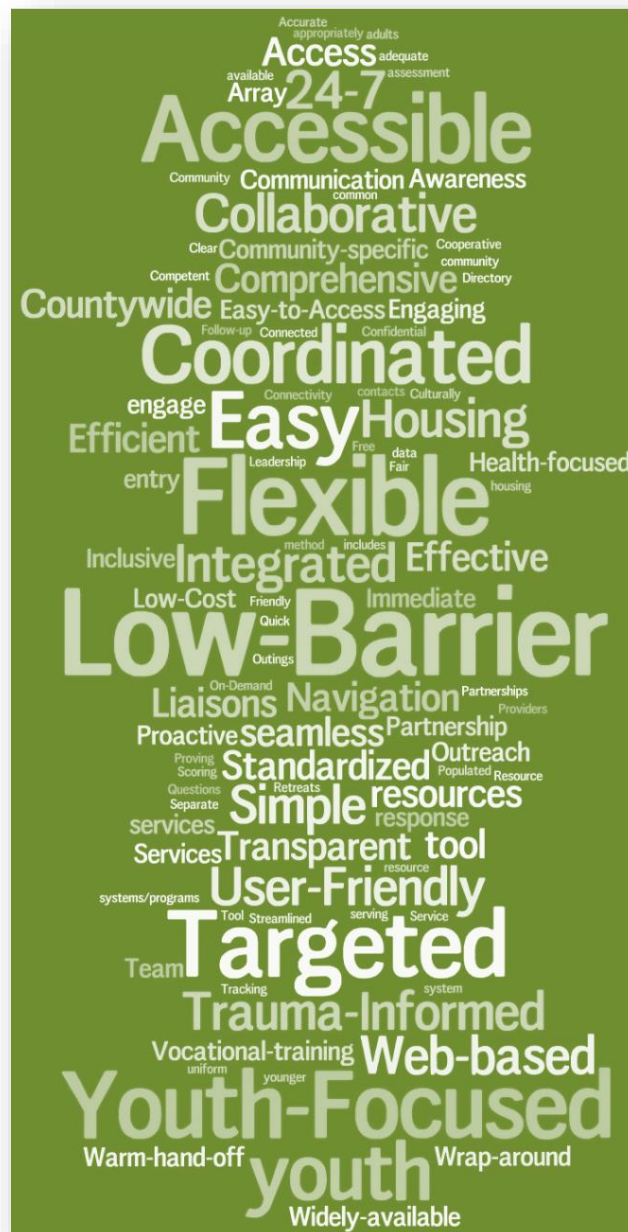 Accurate
appropriately adults
Access adequate
available 24-7 assessment
Array
Accessible
Community Communication Awareness
common
Collaborative
Clear Community-specific Cooperative
community
Competent Comprehensive Directory
Countywide Easy-to-Access Engaging
Follow-up Connected Confidential
Coordinated
Connectivity contacts Culturally
engage Easy Housing
Efficient Free data
Leadership Fair Health-focused
entry Flexible housing
method includes
Inclusive Integrated Effective
Low-Cost Friendly Immediate
Quick
Low-Barrier
Outings
On-Demand Partnerships
Liaisons Navigation Providers
Proactive seamless Partnership
Proving Standardized Outreach
Scoring Populated Resource
Questions Retreats
Separate Simple resources
services response
Services Transparent tool
resource
systems/programs User-Friendly
Tool Streamlined serving Service
Targeted
Team
Tracking system
Trauma-Informed
Vocational-training Web-based
uniform younger
Youth-Focused
Warm-hand-off youth Wrap-around
Widely-available